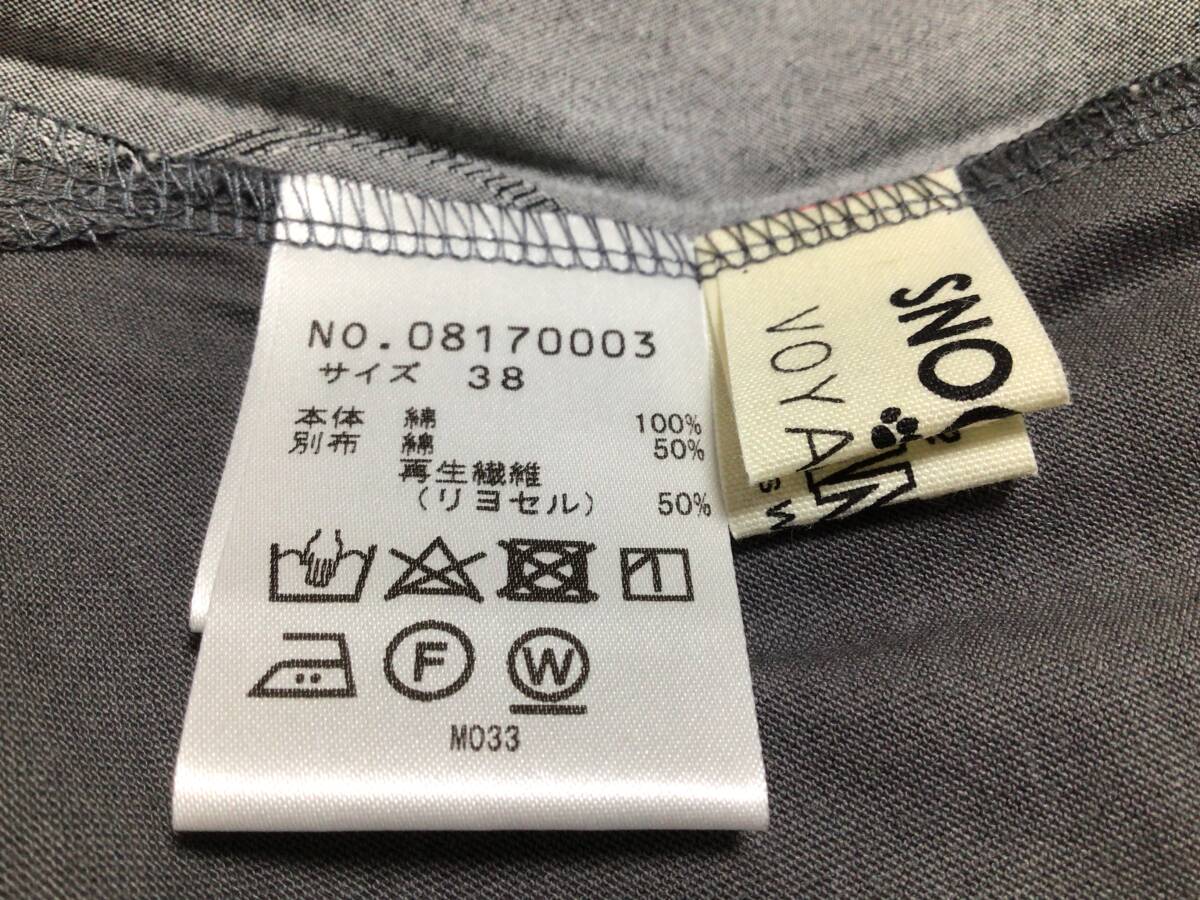 No.08170003
サイズ 38
本体 綿 100%
別布 綿 50%
再生繊維
(リヨセル) 50%
F
W
M033
VOYA